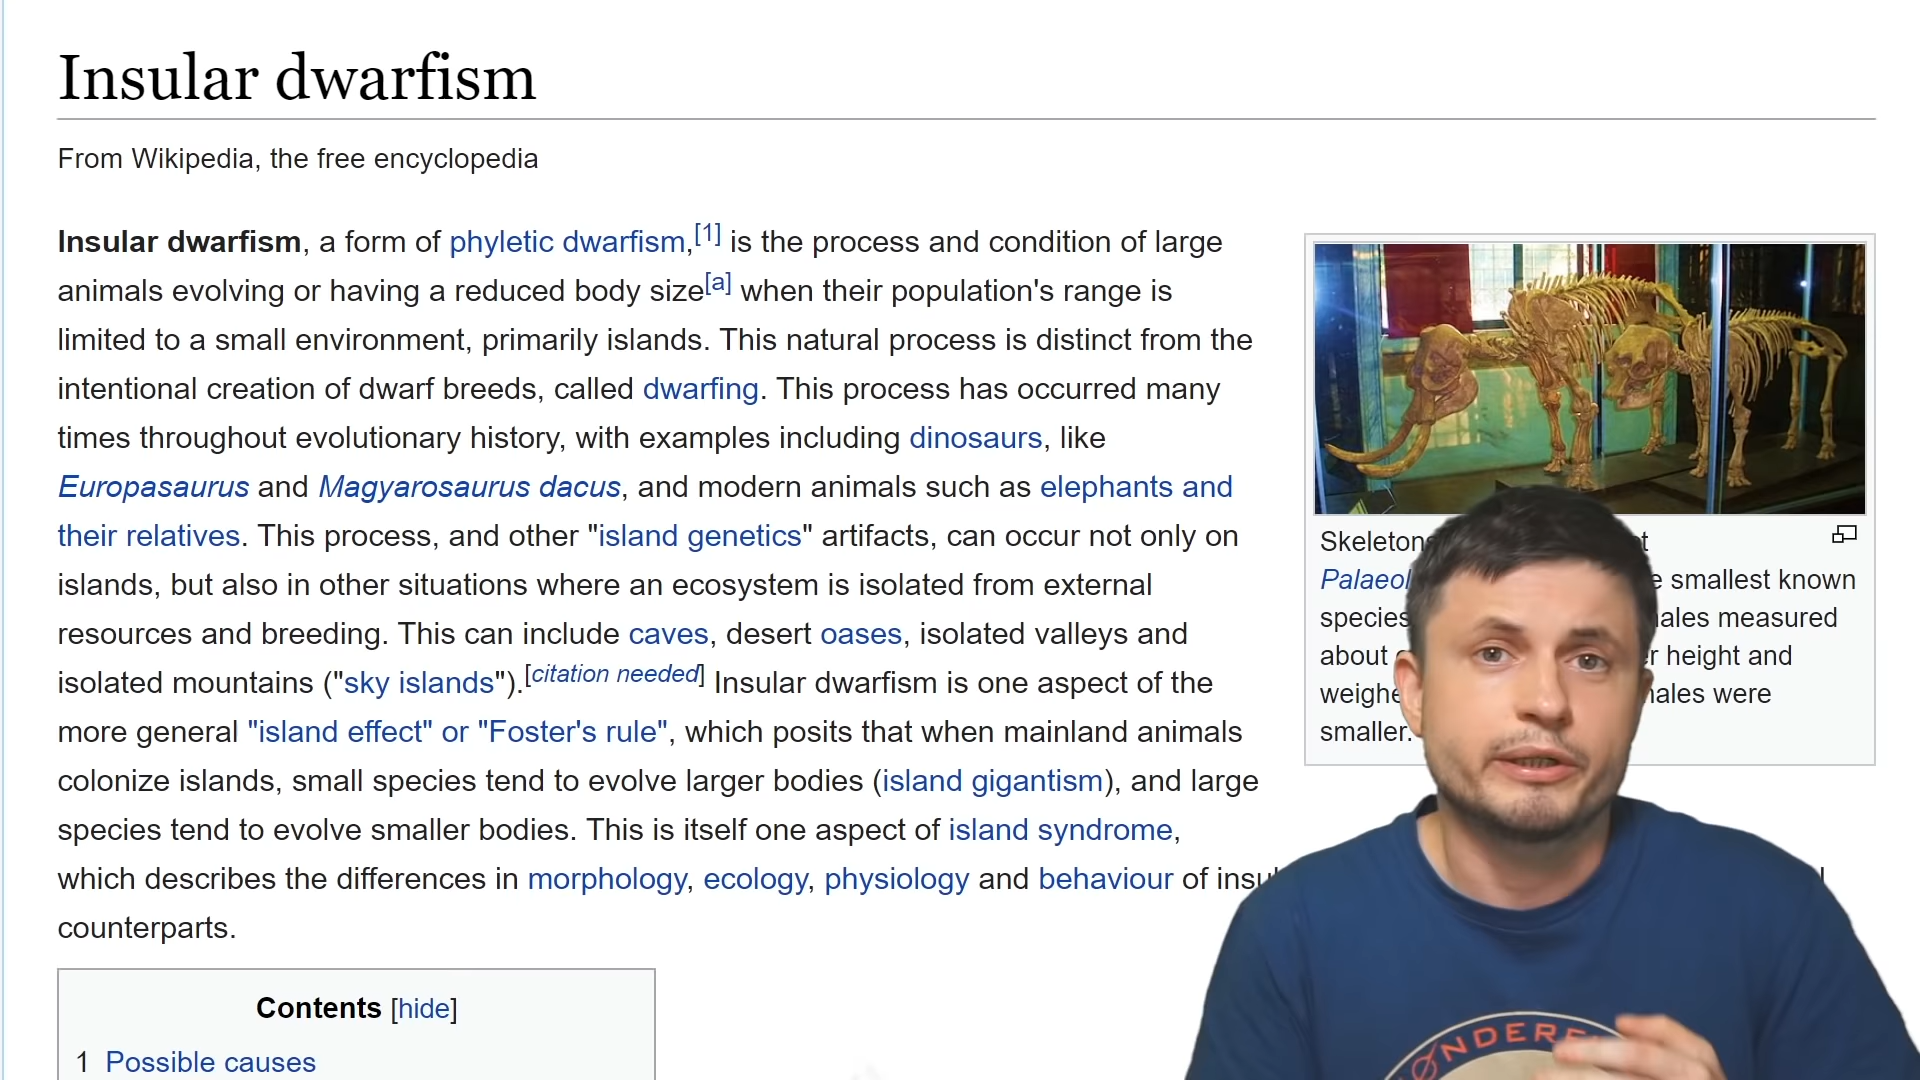 Insular dwarfism
From Wikipedia, the free encyclopedia
Insular dwarfism, a form of phyletic dwarfism,[1] is the process and condition of large
animals evolving or having a reduced body size[a] when their population's range is
limited to a small environment, primarily islands. This natural process is distinct from the
intentional creation of dwarf breeds, called dwarfing. This process has occurred many
times throughout evolutionary history, with examples including dinosaurs, like
Europasaurus and Magyarosaurus dacus, and modern animals such as elephants and
their relatives. This process, and other "island genetics" artifacts, can occur not only on
islands, but also in other situations where an ecosystem is isolated from external
resources and breeding. This can include caves, desert oases, isolated valleys and
isolated mountains ("sky islands").[citation needed] Insular dwarfism is one aspect of the
more general "island effect" or "Foster's rule", which posits that when mainland animals
colonize islands, small species tend to evolve larger bodies (island gigantism), and large
species tend to evolve smaller bodies. This is itself one aspect of island syndrome,
which describes the differences in morphology, ecology, physiology and behaviour of
counterparts.
Contents [hide]
1 Possible causes
smallest known
species measured
about height and
were
smaller.